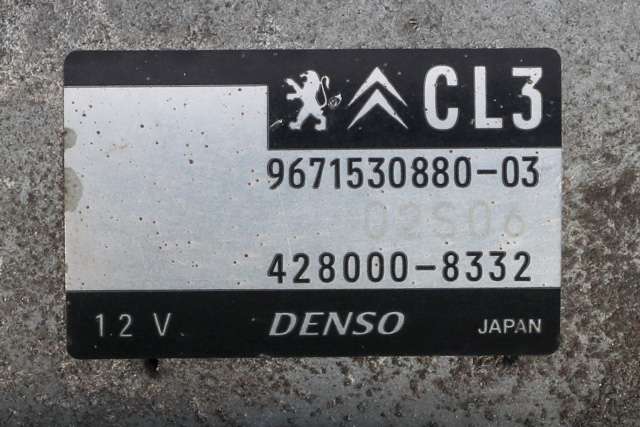 CL3
9671530880-03
02S06
428000-8332
12 V. DENSO JAPAN